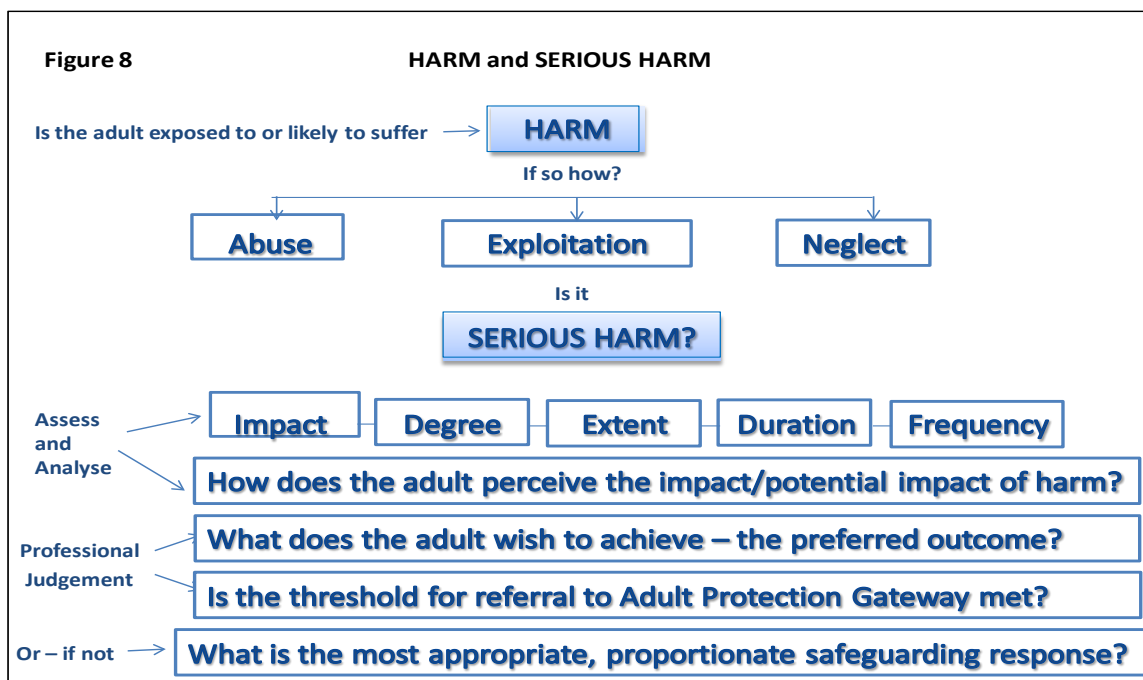 Figure 8 HARM and SERIOUS HARM
Is the adult exposed to or likely to suffer HARM
If so how?
Abuse Exploitation Neglect
Is it
SERIOUS HARM?
Assess
and
Analyse
Impact Degree Extent Duration Frequency
How does the adult perceive the impact/potential impact of harm?
Professional
Judgement
What does the adult wish to achieve – the preferred outcome?
Is the threshold for referral to Adult Protection Gateway met?
Or – if not What is the most appropriate, proportionate safeguarding response?